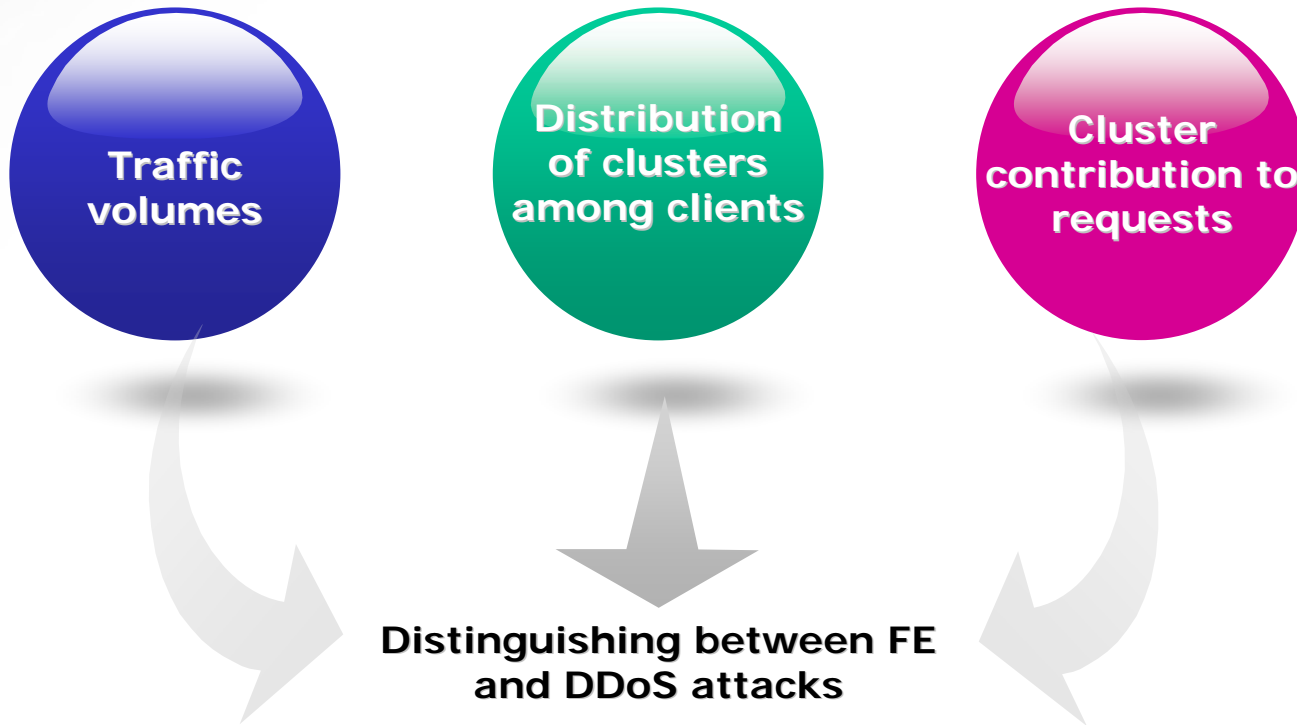 Traffic
volumes
Distribution
of clusters
among clients
Cluster
contribution to
requests
Distinguishing between FE
and DDoS attacks